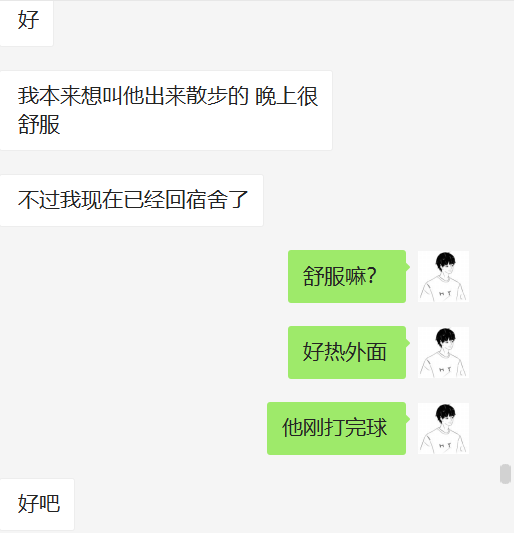 好
我本来想叫他出来散步的 晚上很
舒服
不过我现在已经回宿舍了
舒服嘛？
好热外面
他刚打完球
好吧